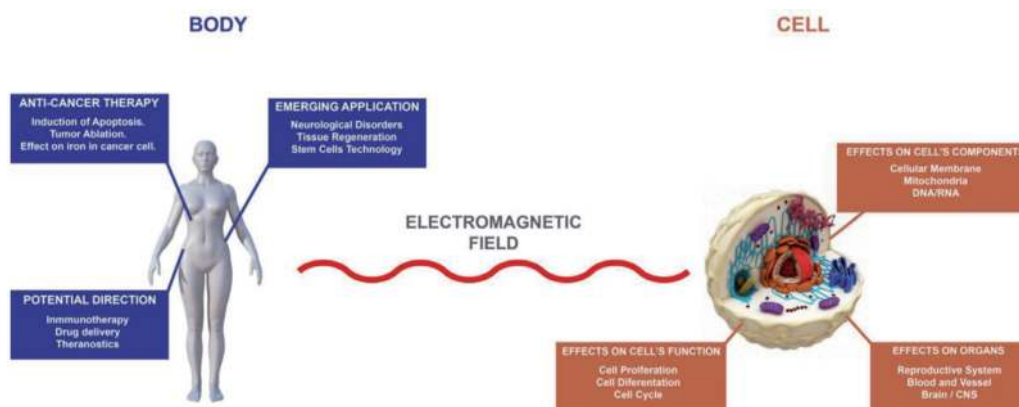 BODY
CELL
ANTI-CANCER THERAPY
Induction of Apoptosis.
Tumor Ablation.
Effect on iron in cancer cell.
EMERGING APPLICATION
Neurological Disorders
Tissue Regeneration
Stem Cells Technology
EFFECTS ON CELL'S COMPONENTS
Cellular Membrane
Mitochondria
DNA/RNA
ELECTROMAGNETIC
FIELD
POTENTIAL DIRECTION
Inmmunotherapy
Drug delivery
Theranostics
EFFECTS ON CELL'S FUNCTION
Cell Proliferation
Cell Diferentation
Cell Cycle
EFFECTS ON ORGANS
Reproductive System
Blood and Vessel
Brain / CNS